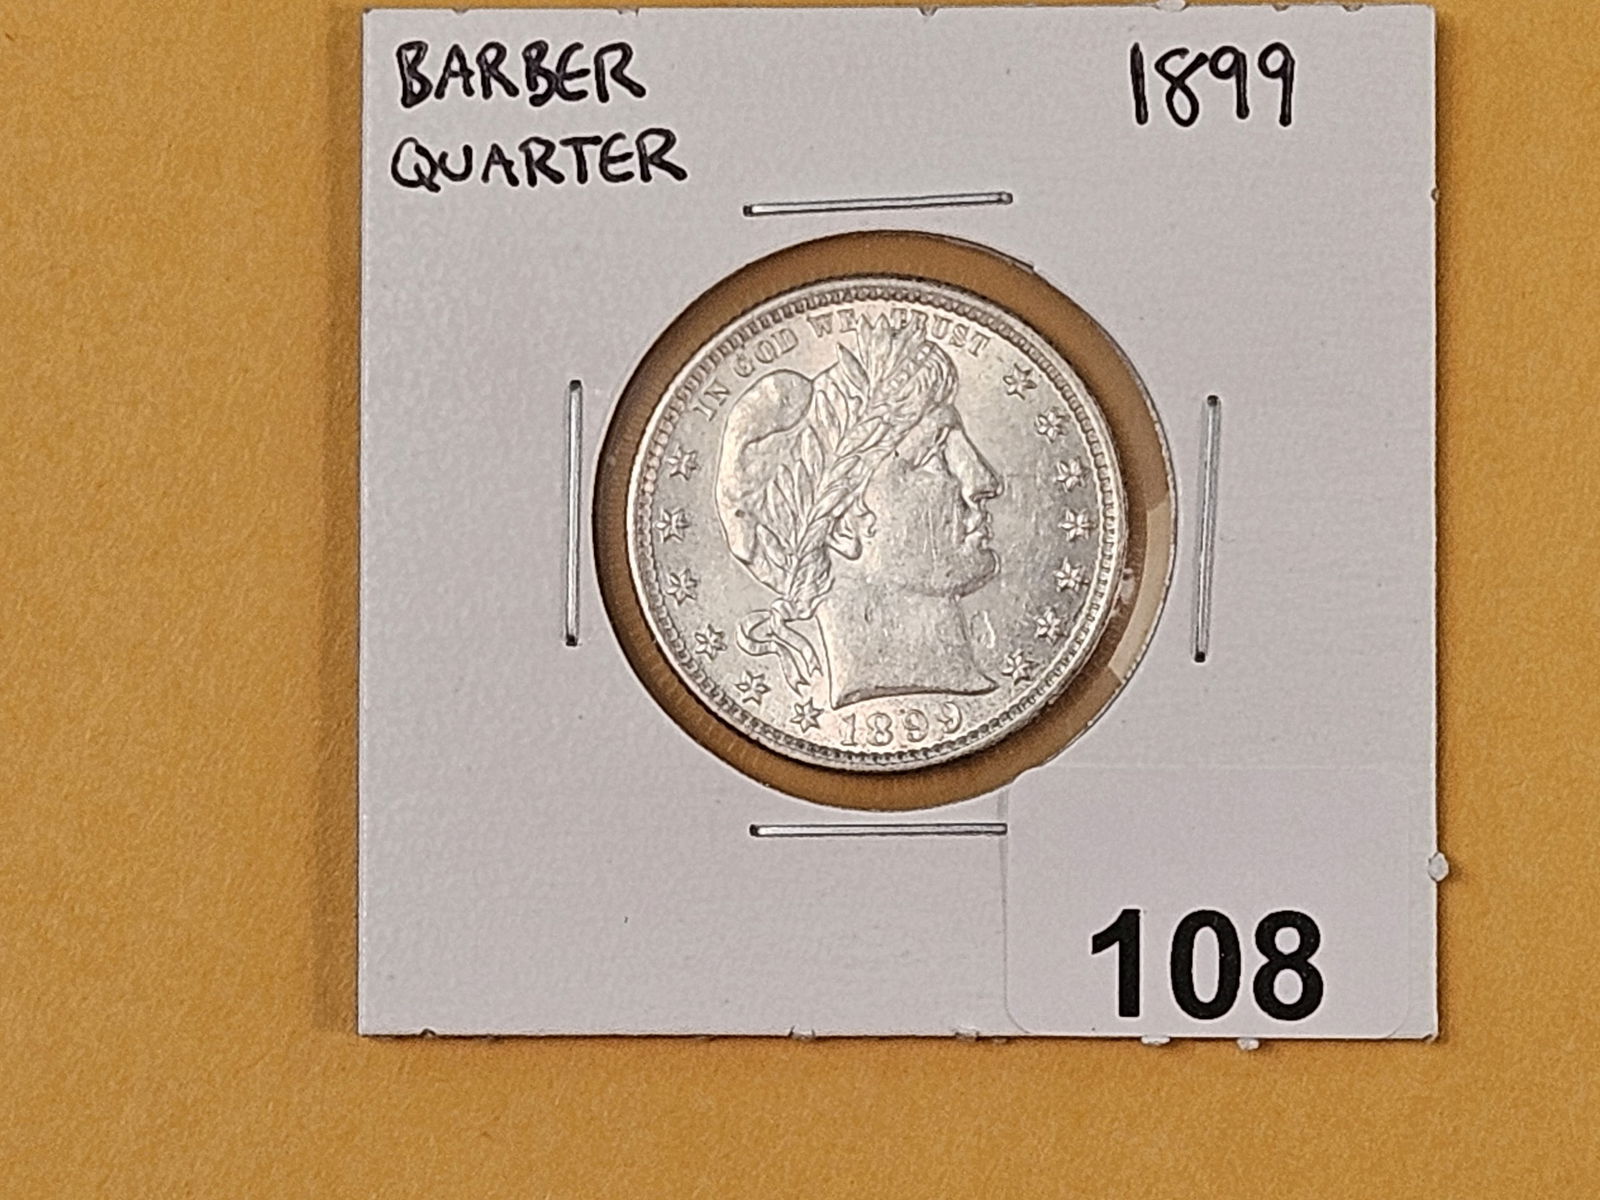 BARBER
QUARTER
1899
IN GOD WE TRUST
1899
108